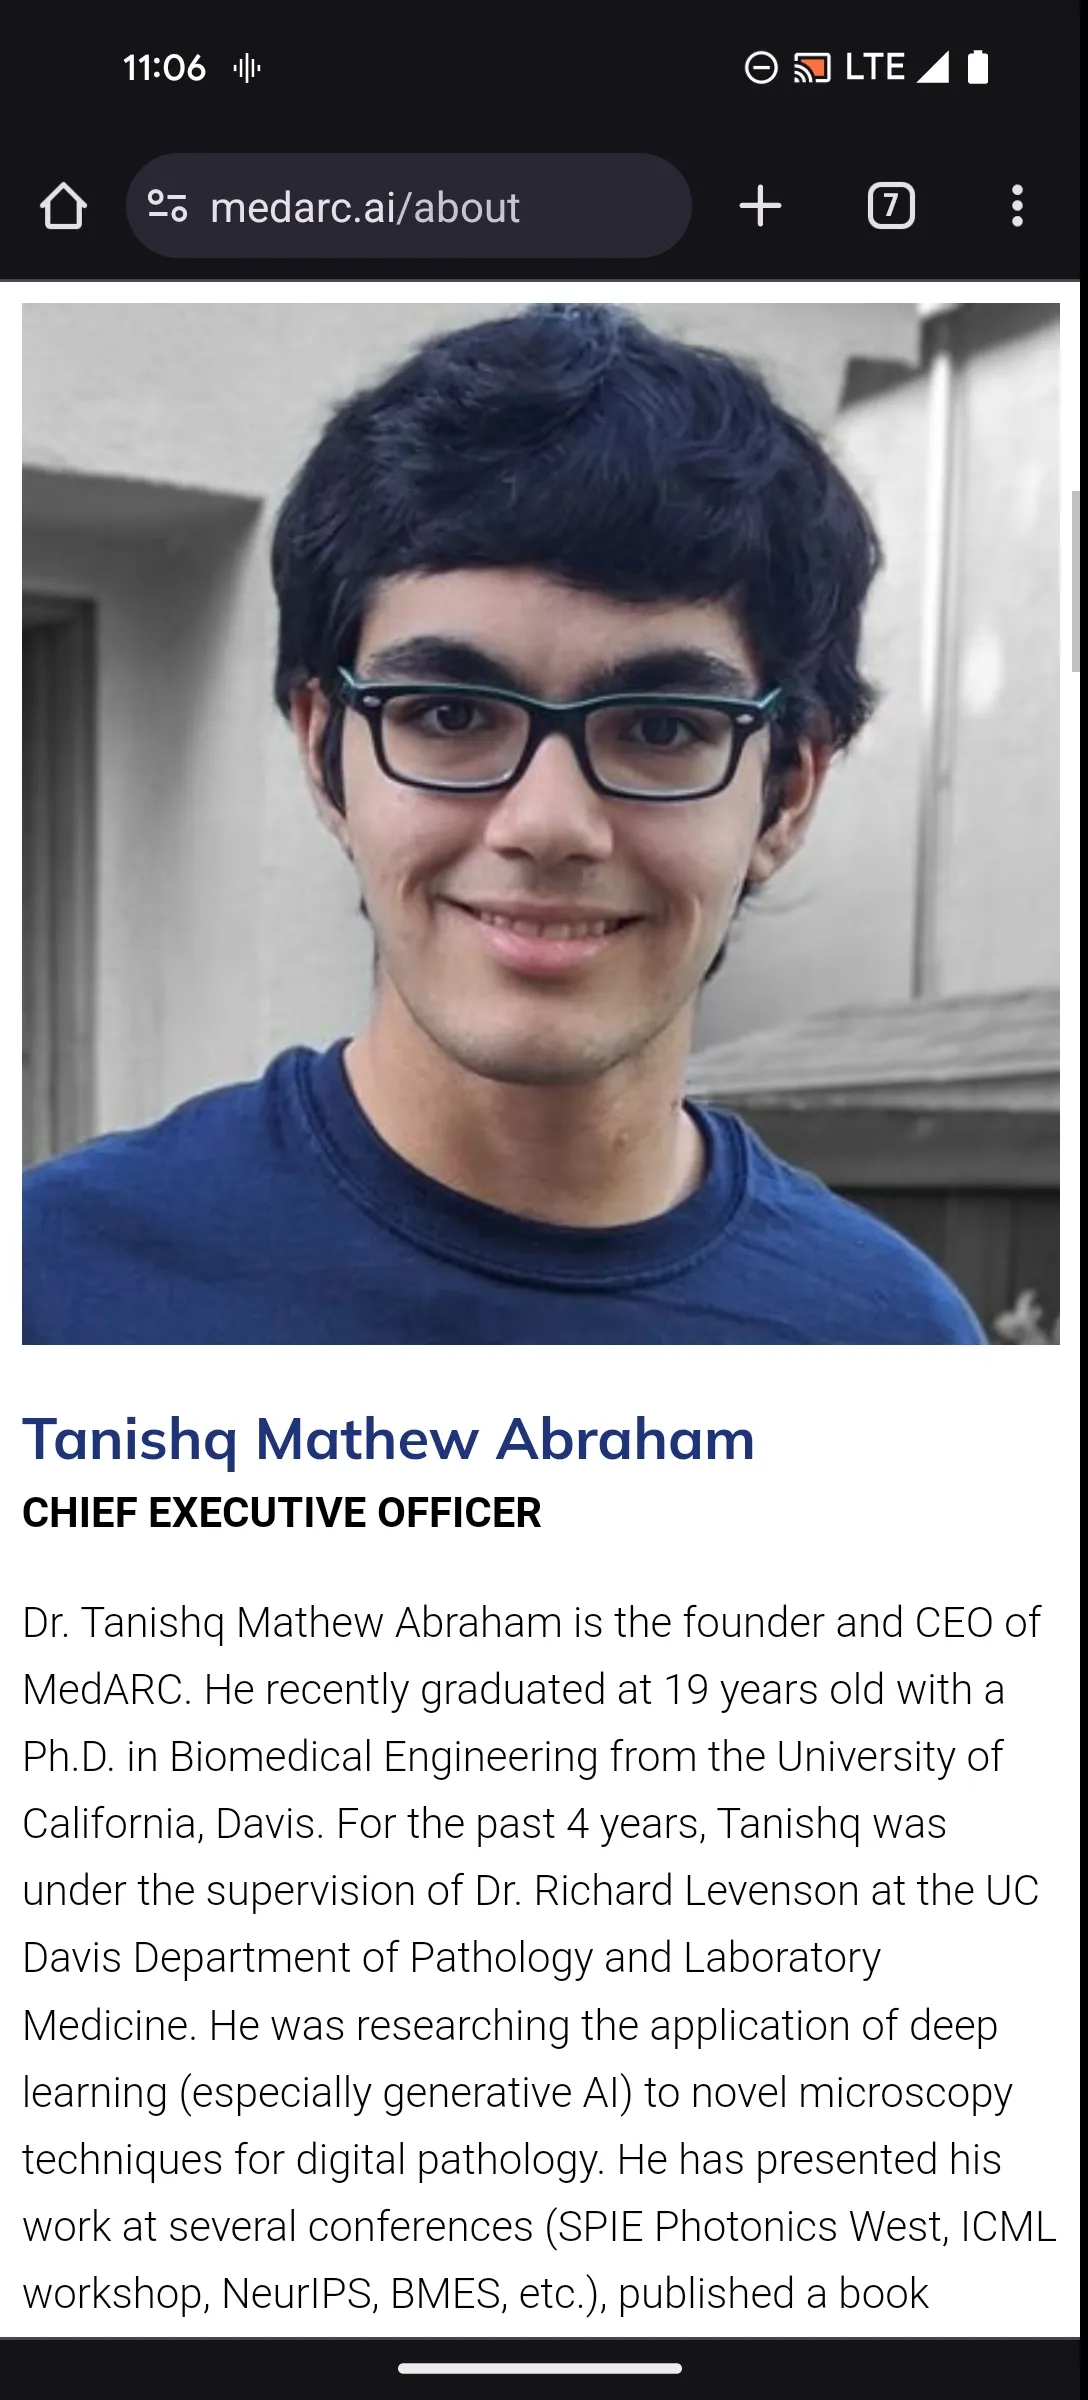 11:06
LTE
medarc.ai/about
7
Tanishq Mathew Abraham
CHIEF EXECUTIVE OFFICER
Dr. Tanishq Mathew Abraham is the founder and CEO of
MedARC. He recently graduated at 19 years old with a
Ph.D. in Biomedical Engineering from the University of
California, Davis. For the past 4 years, Tanishq was
under the supervision of Dr. Richard Levenson at the UC
Davis Department of Pathology and Laboratory
Medicine. He was researching the application of deep
learning (especially generative AI) to novel microscopy
techniques for digital pathology. He has presented his
work at several conferences (SPIE Photonics West, ICML
workshop, NeurIPS, BMES, etc.), published a book